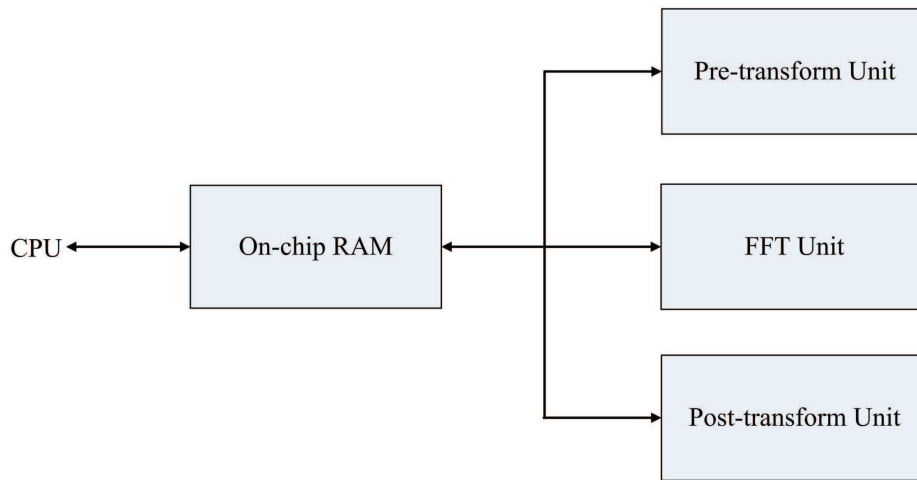 Pre-transform Unit
CPU
On-chip RAM
FFT Unit
Post-transform Unit